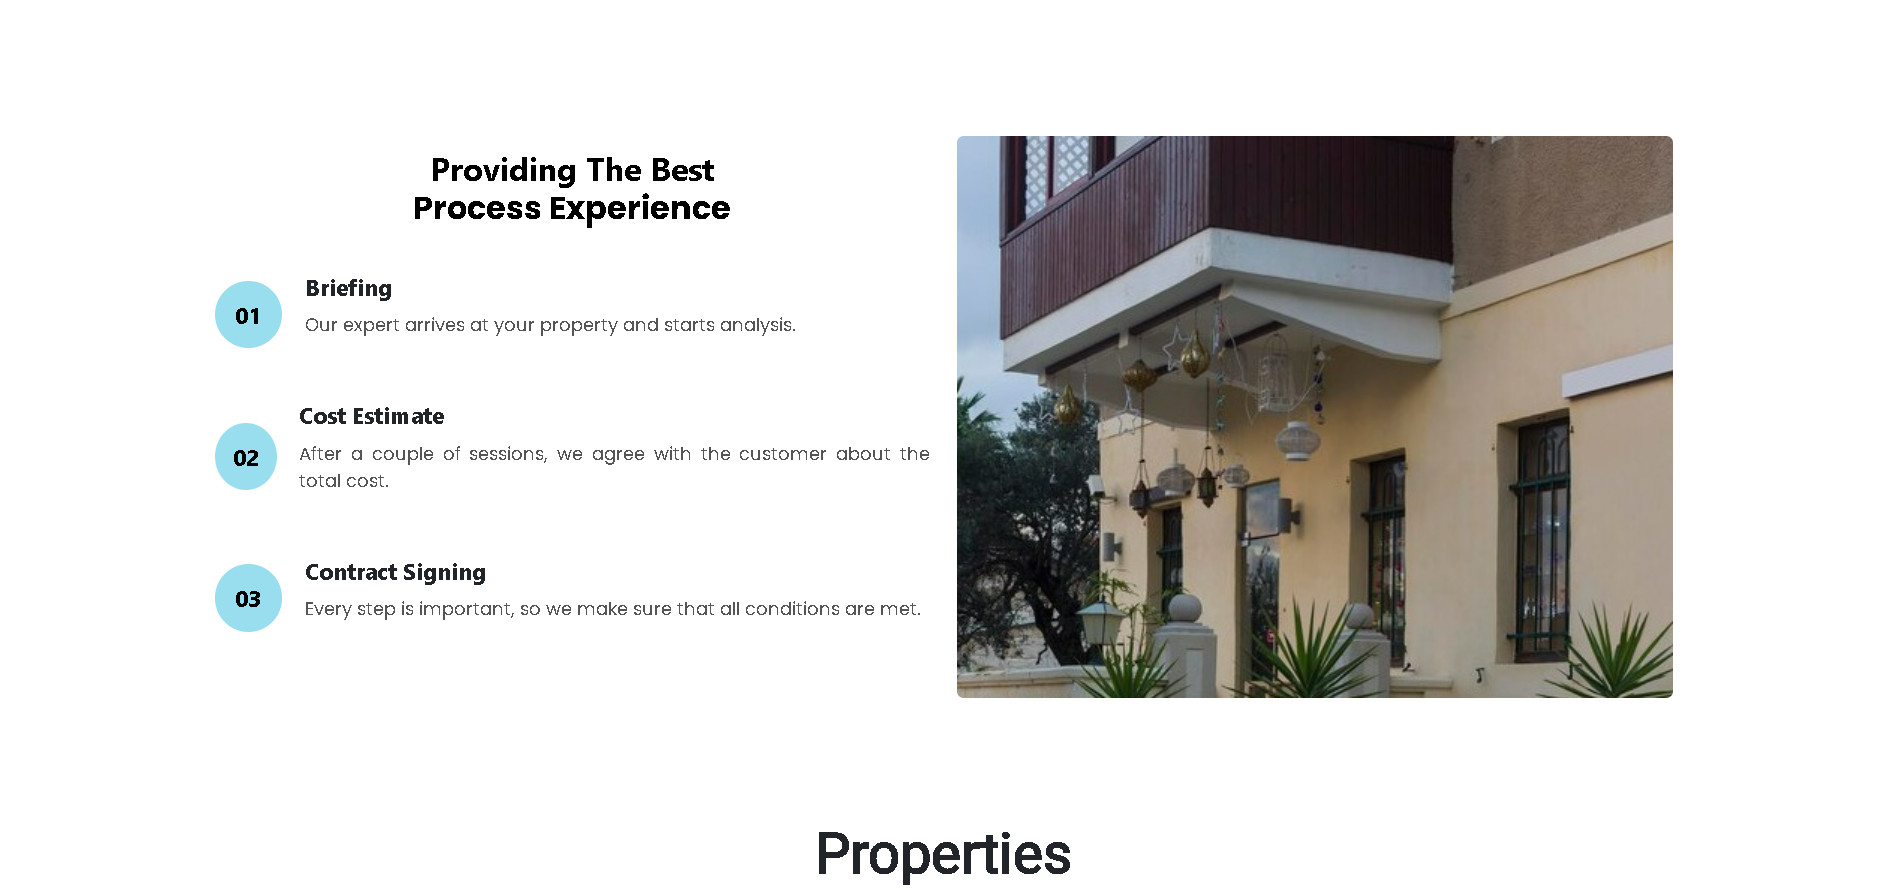 Providing The Best
Process Experience
01
Briefing
Our expert arrives at your property and starts analysis.
02
Cost Estimate
After a couple of sessions, we agree with the customer about the
total cost.
03
Contract Signing
Every step is important, so we make sure that all conditions are met.
Properties